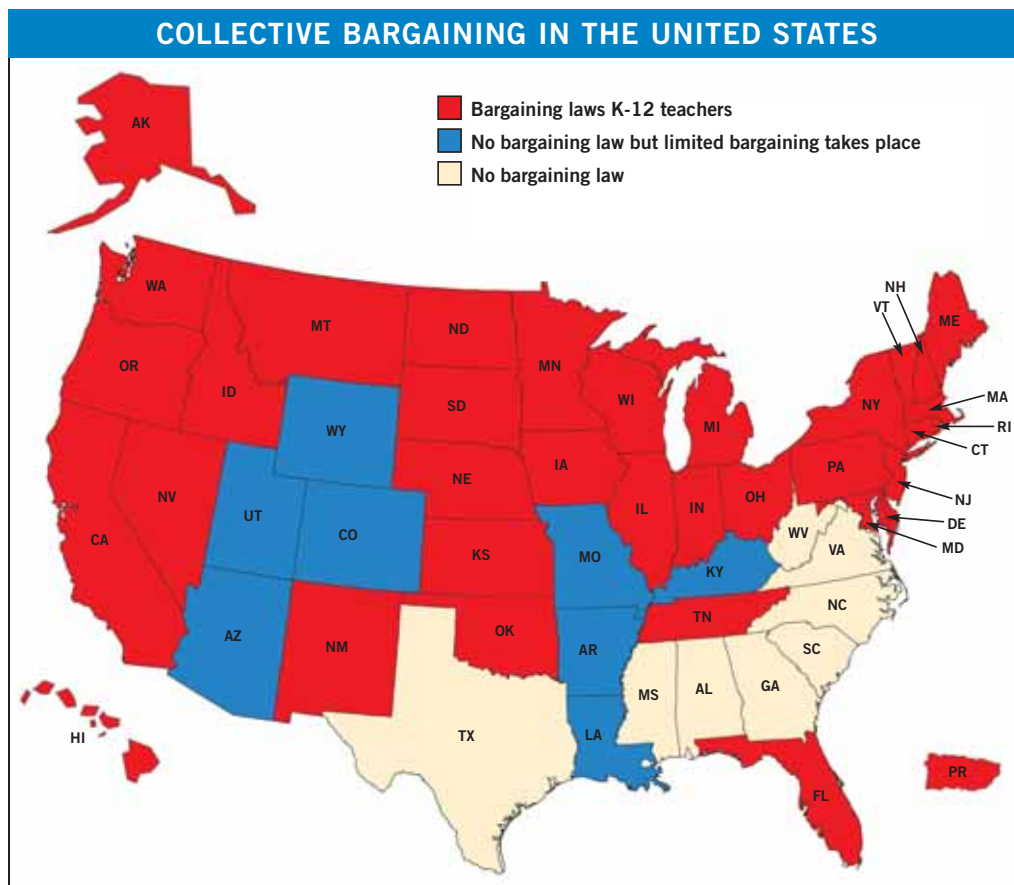 COLLECTIVE BARGAINING IN THE UNITED STATES
Bargaining laws K-12 teachers
No bargaining law but limited bargaining takes place
No bargaining law
AK
WA
MT
ND
MN
NH
VT
ME
OR
ID
SD
WI
MI
NY
MA
RI
CT
WY
NE
IA
PA
NJ
NV
UT
CO
IL
IN
OH
DE
MD
CA
KS
MO
KY
WV
VA
AZ
NM
OK
AR
TN
NC
SC
MS
AL
GA
HI
TX
LA
FL
PR